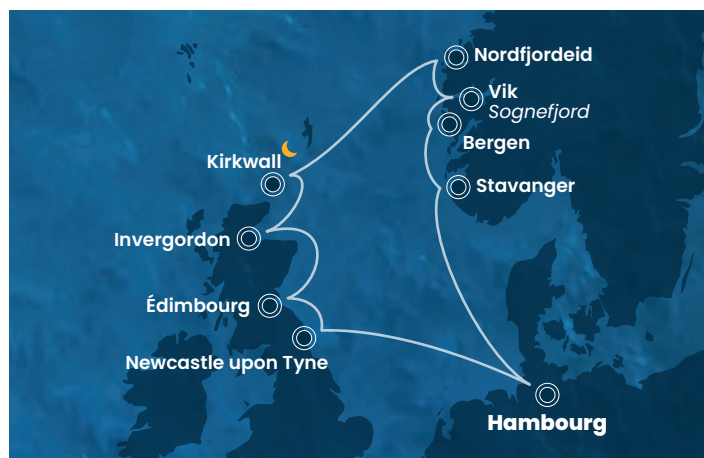 Nordfjordeid
Vik
Sognefjord
Bergen
Kirkwall
Stavanger
Invergordon
Édimbourg
Newcastle upon Tyne
Hambourg